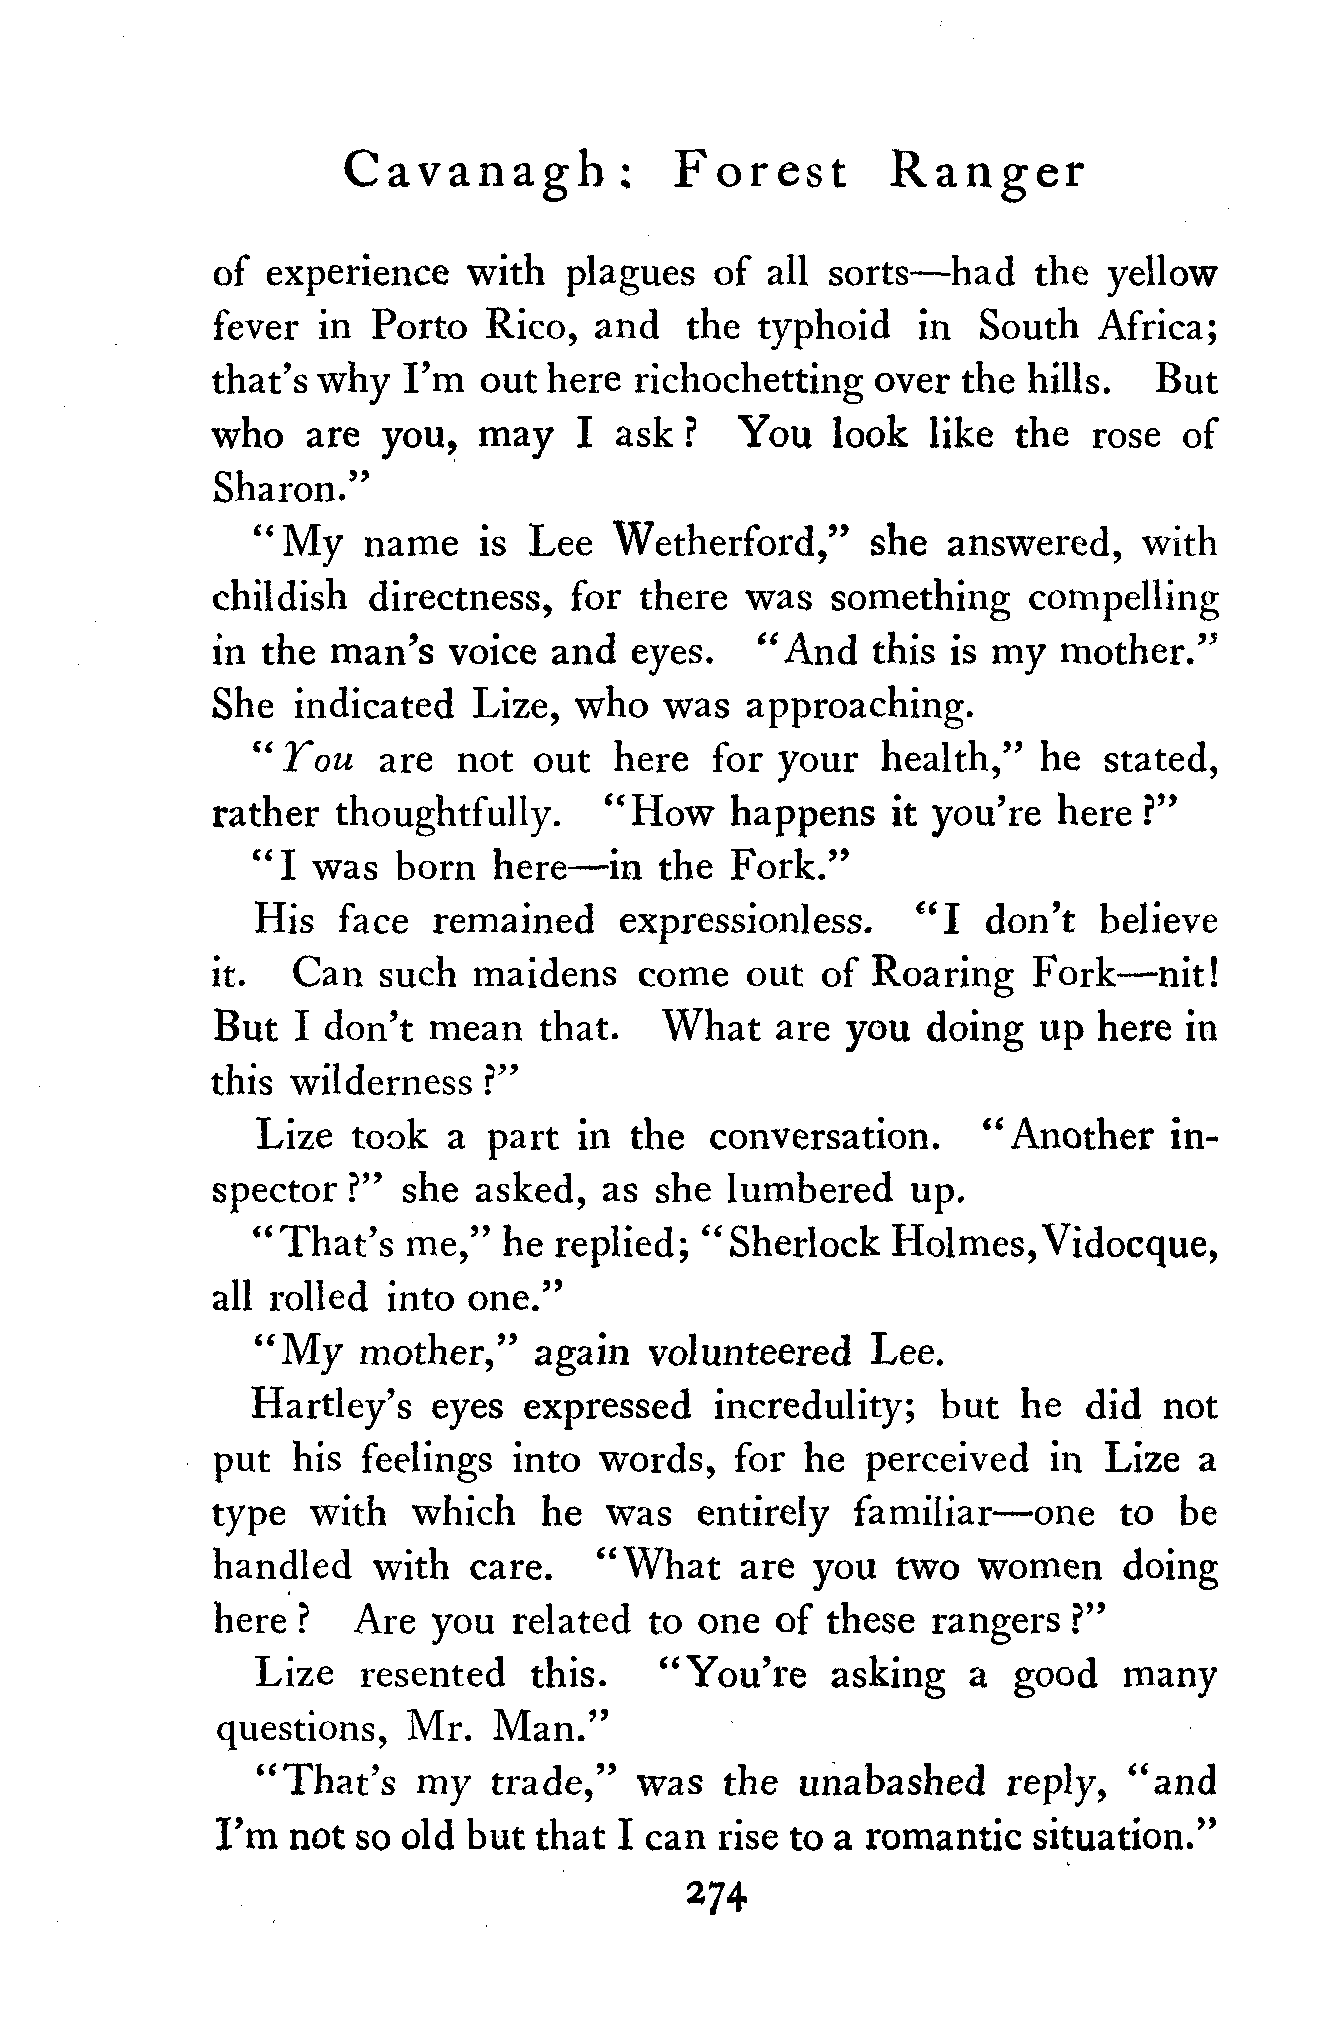 Cavanagh: Forest Ranger
of experience with plagues of all sorts—had the yellow
fever in Porto Rico, and the typhoid in South Africa;
that's why I'm out here richochetting over the hills. But
who are you, may I ask? You look like the rose of
Sharon."
"My name is Lee Wetherford," she answered, with
childish directness, for there was something compelling
in the man's voice and eyes. "And this is my mother."
She indicated Lize, who was approaching.
"You are not out here for your health," he stated,
rather thoughtfully. "How happens it you're here?"
"I was born here—in the Fork."
His face remained expressionless. "I don't believe
it. Can such maidens come out of Roaring Fork—nit!
But I don't mean that. What are you doing up here in
this wilderness?"
Lize took a part in the conversation. "Another in-
spector?" she asked, as she lumbered up.
"That's me," he replied; "Sherlock Holmes, Vidocque,
all rolled into one."
"My mother," again volunteered Lee.
Hartley's eyes expressed incredulity; but he did not
put his feelings into words, for he perceived in Lize a
type with which he was entirely familiar—one to be
handled with care. "What are you two women doing
here? Are you related to one of these rangers?"
Lize resented this. "You're asking a good many
questions, Mr. Man."
"That's my trade," was the unabashed reply, "and
I'm not so old but that I can rise to a romantic situation."
274